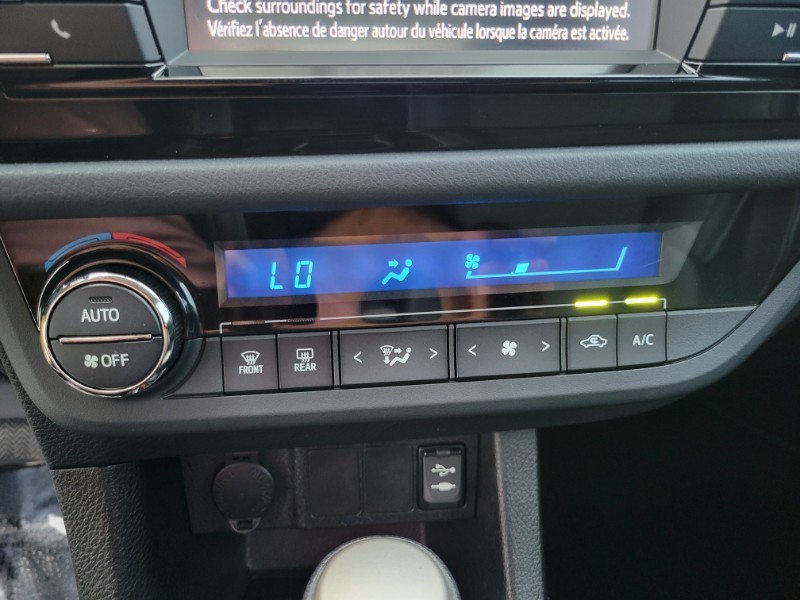 Check surroundings for safety while camera images are displayed.
Vérifiez l'absence de danger autour du véhicule lorsque la caméra est activée.
LO
AUTO
OFF
FRONT
REAR
A/C